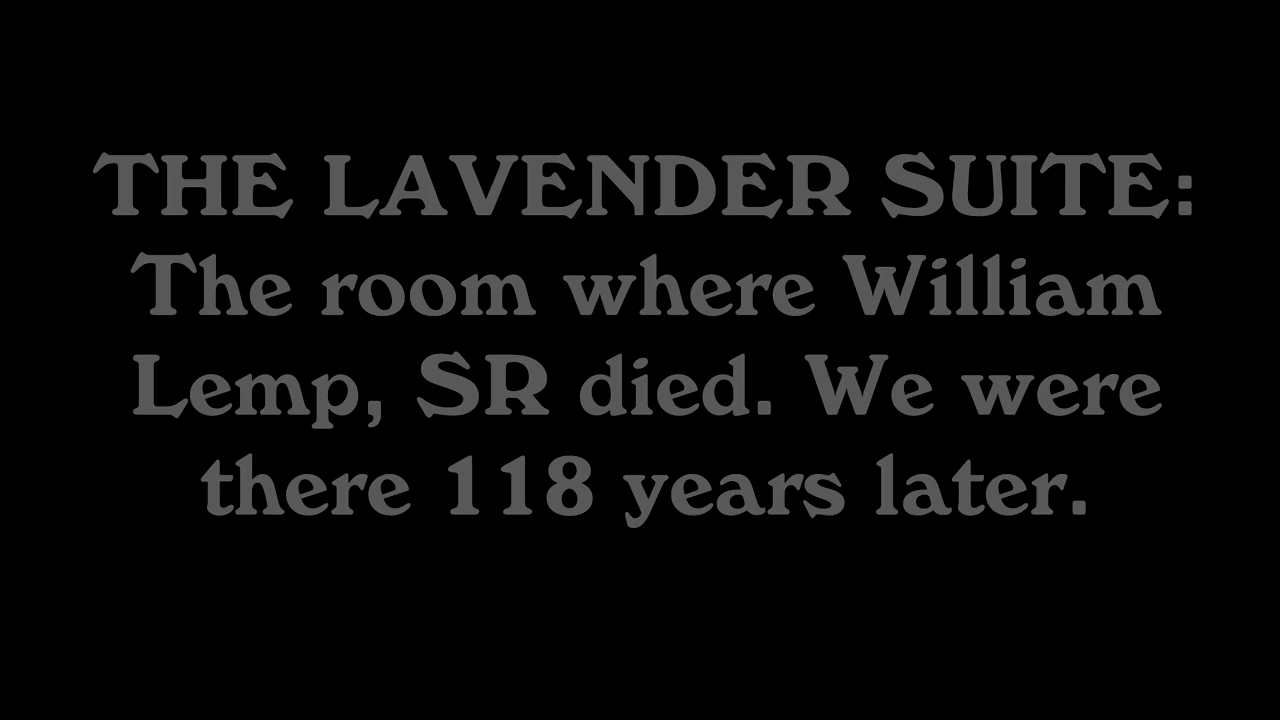 THE LAVENDER SUITE:
The room where William
Lemp, SR died. We were
there 118 years later.